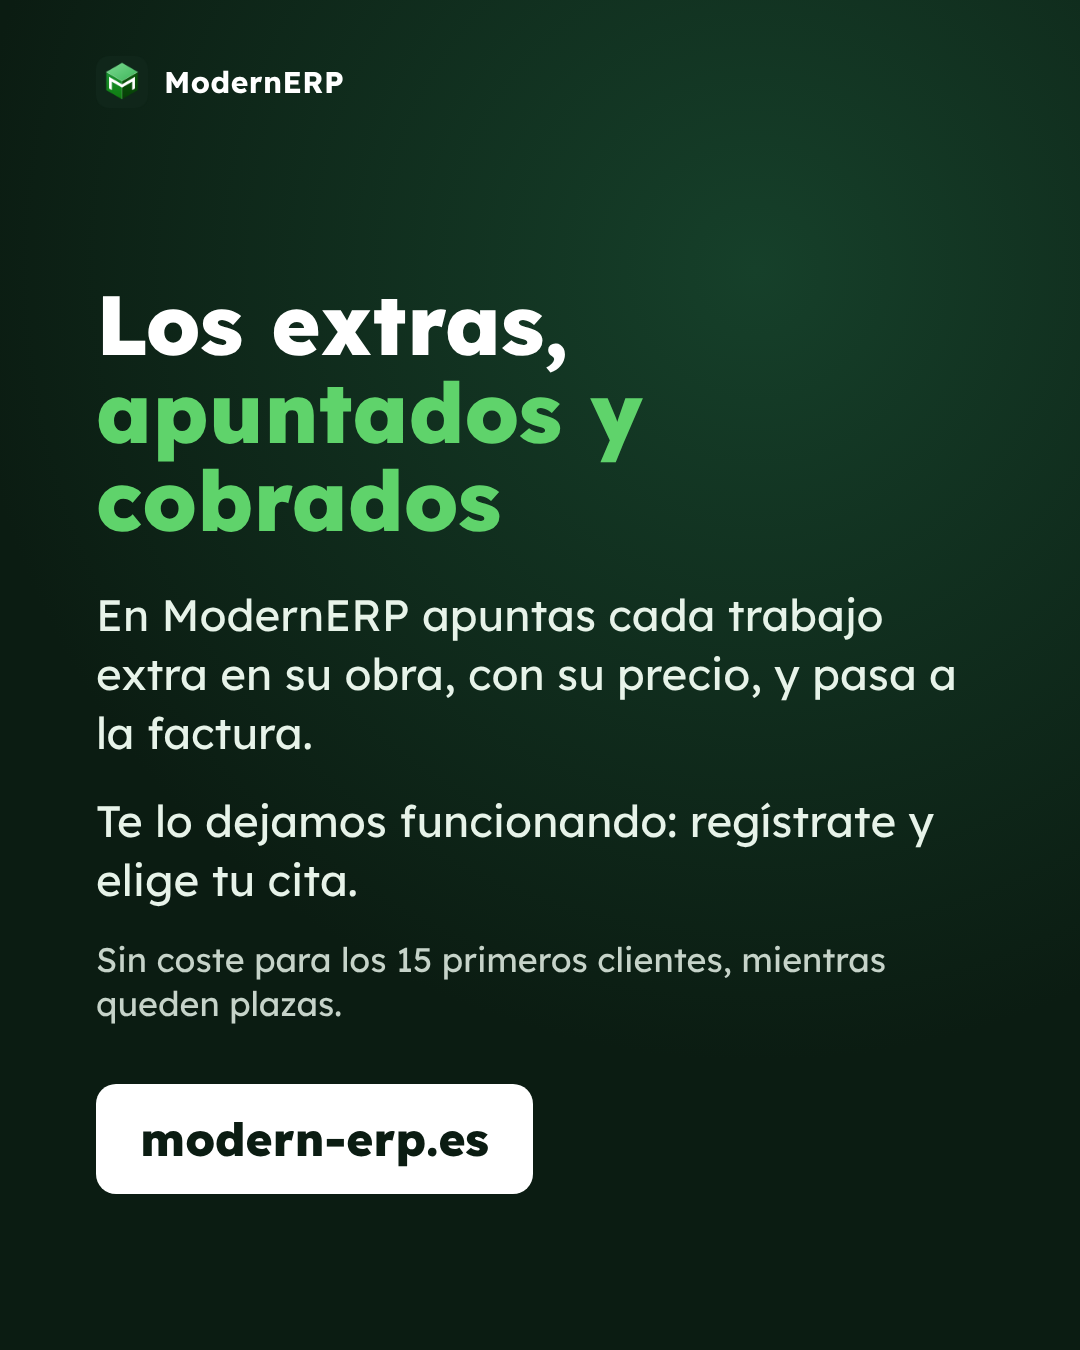 ModernERP
Los extras,
apuntados y
cobrados
En ModernERP apuntas cada trabajo
extra en su obra, con su precio, y pasa a
la factura.
Te lo dejamos funcionando: regístrate y
elige tu cita.
Sin coste para los 15 primeros clientes, mientras
queden plazas.
modern-erp.es